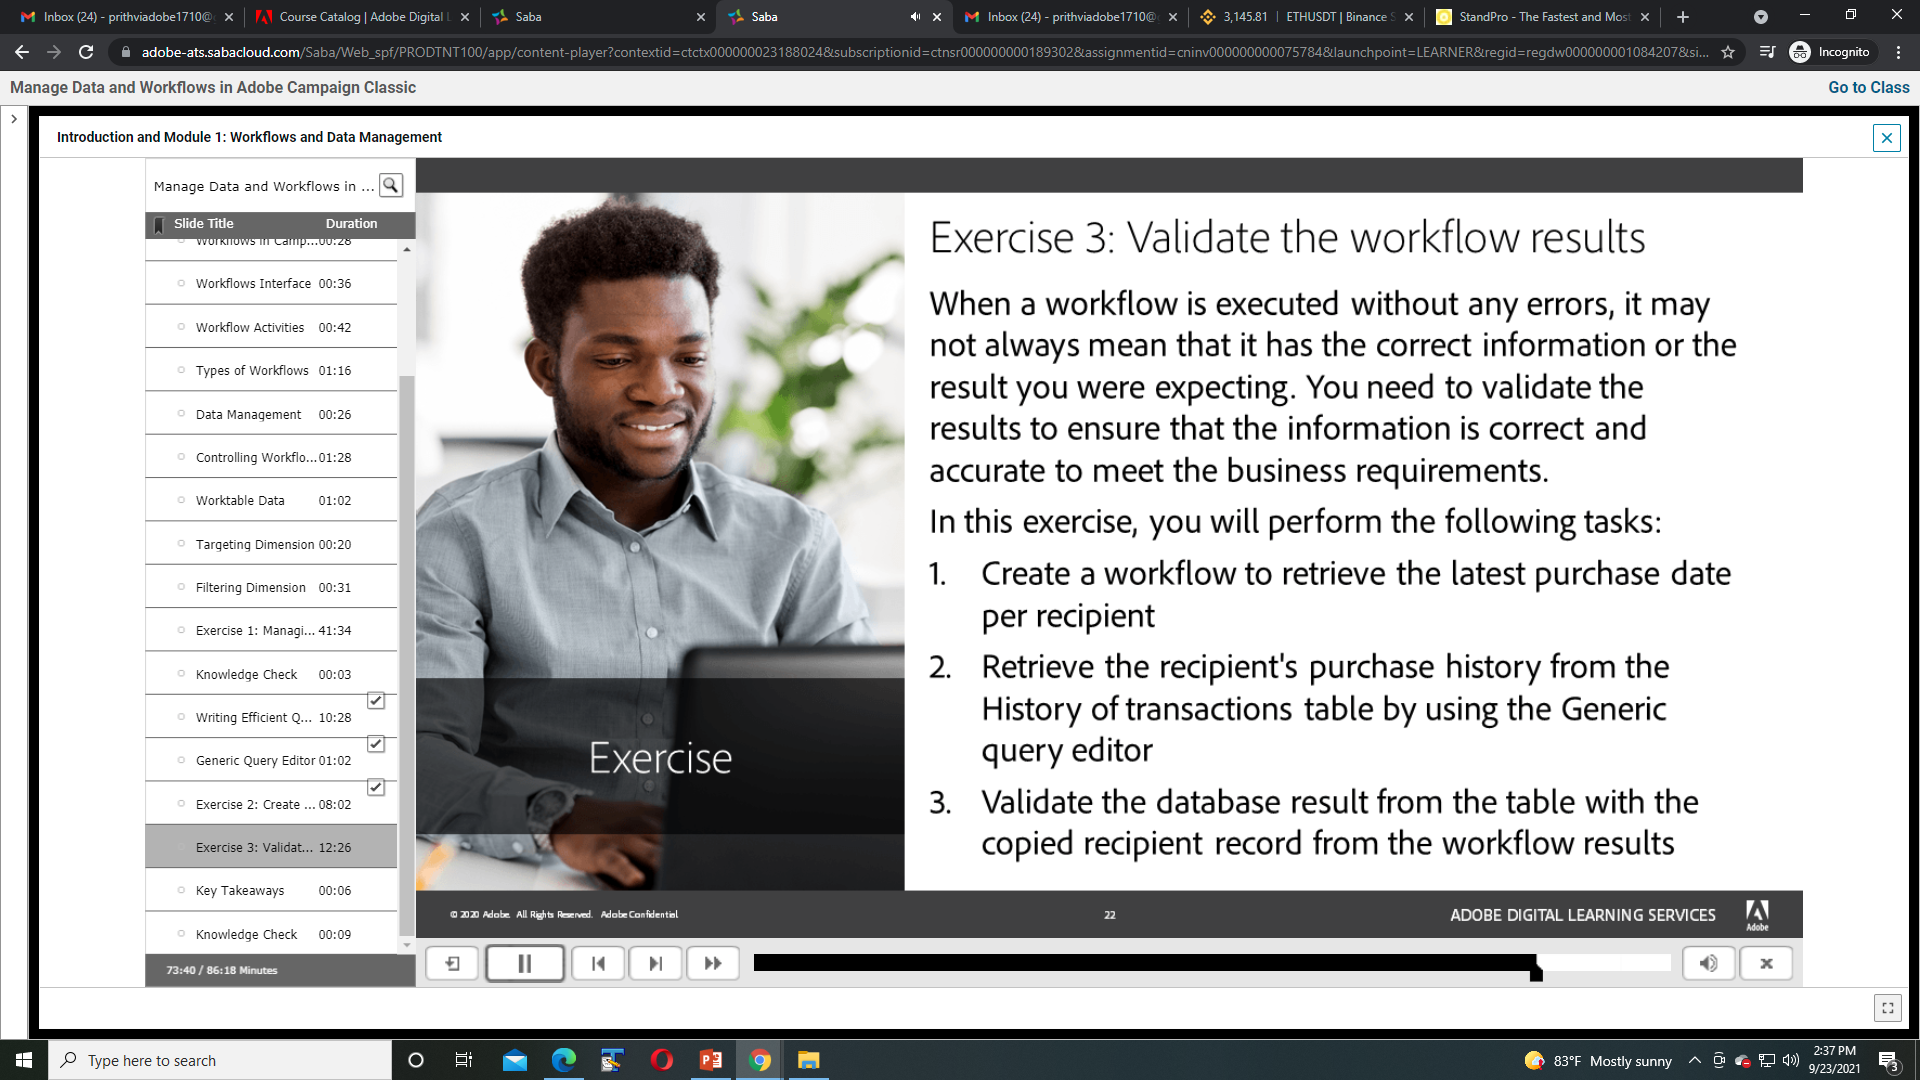 Inbox (24) - prithviadobe1710@
Course Catalog | Adobe Digital L
Saba
Saba
Inbox (24) - prithviadobe1710@
3,145.81 | ETHUSDT | Binance S
StandPro - The Fastest and Most
adobe-ats.sabacloud.com/Saba/Web_spf/PRODTNT100/app/content-player?contextid=ctctx000000023188024&subscriptionid=ctnsr0000000000189302&assignmentid=cninv000000000075784&launchpoint=LEARNER&regid=regdw000000001084207&si...
Incognito
Manage Data and Workflows in Adobe Campaign Classic
Go to Class
Introduction and Module 1: Workflows and Data Management
Manage Data and Workflows in ...
Slide Title Duration
Workflows in Camp...00:28
Workflows Interface 00:36
Workflow Activities 00:42
Types of Workflows 01:16
Data Management 00:26
Controlling Workflo...01:28
Worktable Data 01:02
Targeting Dimension 00:20
Filtering Dimension 00:31
Exercise 1: Managi... 41:34
Knowledge Check 00:03
Writing Efficient Q... 10:28
Generic Query Editor 01:02
Exercise 2: Create ... 08:02
Exercise 3: Validat... 12:26
Key Takeaways 00:06
Knowledge Check 00:09
73:40 / 86:18 Minutes
Exercise
Exercise 3: Validate the workflow results
When a workflow is executed without any errors, it may
not always mean that it has the correct information or the
result you were expecting. You need to validate the
results to ensure that the information is correct and
accurate to meet the business requirements.
In this exercise, you will perform the following tasks:
1. Create a workflow to retrieve the latest purchase date
per recipient
2. Retrieve the recipient's purchase history from the
History of transactions table by using the Generic
query editor
3. Validate the database result from the table with the
copied recipient record from the workflow results
© 2020 Adobe. All Rights Reserved. Adobe Confidential
22
ADOBE DIGITAL LEARNING SERVICES
Adobe
Type here to search
83°F Mostly sunny
2:37 PM
9/23/2021
3